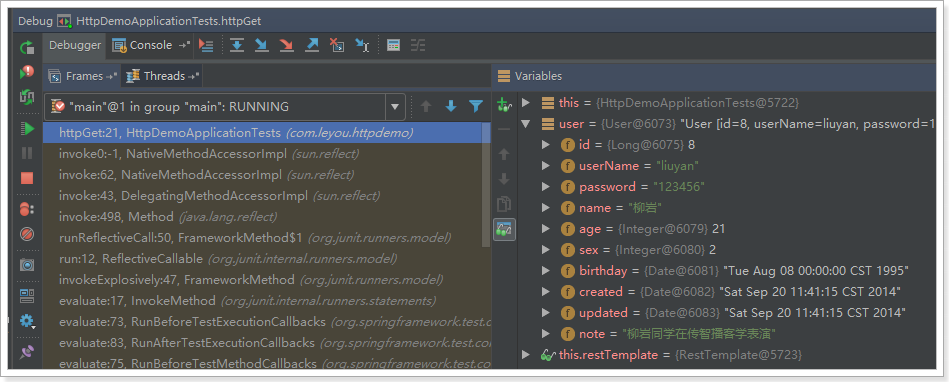 Debug HttpDemoApplicationTests.httpGet
Debugger Console
Frames Threads
"main"@1 in group "main": RUNNING
httpGet:21, HttpDemoApplicationTests (com.leyou.httpdemo)
invoke0:-1, NativeMethodAccessorImpl (sun.reflect)
invoke:62, NativeMethodAccessorImpl (sun.reflect)
invoke:43, DelegatingMethodAccessorImpl (sun.reflect)
invoke:498, Method (java.lang.reflect)
runReflectiveCall:50, FrameworkMethod$1 (org.junit.runners.model)
run:12, ReflectiveCallable (org.junit.internal.runners.model)
invokeExplosively:47, FrameworkMethod (org.junit.runners.model)
evaluate:17, InvokeMethod (org.junit.internal.runners.statements)
evaluate:73, RunBeforeTestExecutionCallbacks (org.springframework.test.co
evaluate:83, RunAfterTestExecutionCallbacks (org.springframework.test.com
evaluate:75, RunBeforeTestMethodCallbacks (org.springframework.test.co
Variables
this = {HttpDemoApplicationTests@5722}
user = {User@6073} "User [id=8, userName=liuyan, password=1
id = {Long@6075} 8
userName = "liuyan"
password = "123456"
name = "柳岩"
age = {Integer@6079} 21
sex = {Integer@6080} 2
birthday = {Date@6081} "Tue Aug 08 00:00:00 CST 1995"
created = {Date@6082} "Sat Sep 20 11:41:15 CST 2014"
updated = {Date@6083} "Sat Sep 20 11:41:15 CST 2014"
note = "柳岩同学在传智播客学表演"
this.restTemplate = {RestTemplate@5723}